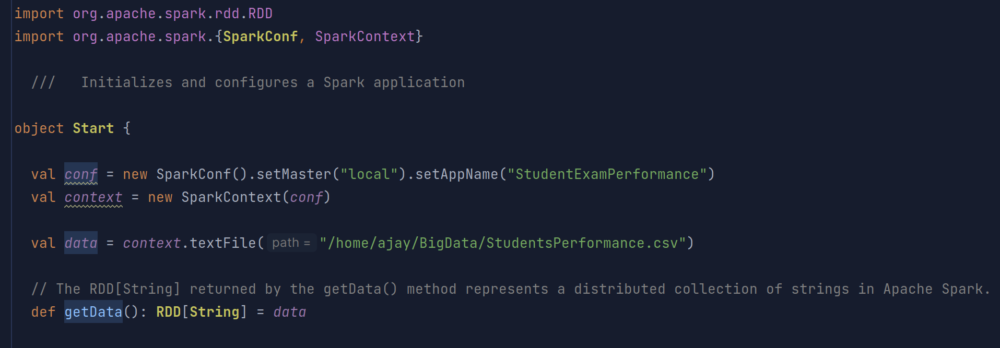 import org.apache.spark.rdd.RDD
import org.apache.spark.{SparkConf, SparkContext}
///   Initializes and configures a Spark application
object Start {
val conf = new SparkConf().setMaster("local").setAppName("StudentExamPerformance")
val context = new SparkContext(conf)
val data = context.textFile( path = "/home/ajay/BigData/StudentsPerformance.csv")
// The RDD[String] returned by the getData() method represents a distributed collection of strings in Apache Spark.
def getData(): RDD[String] = data